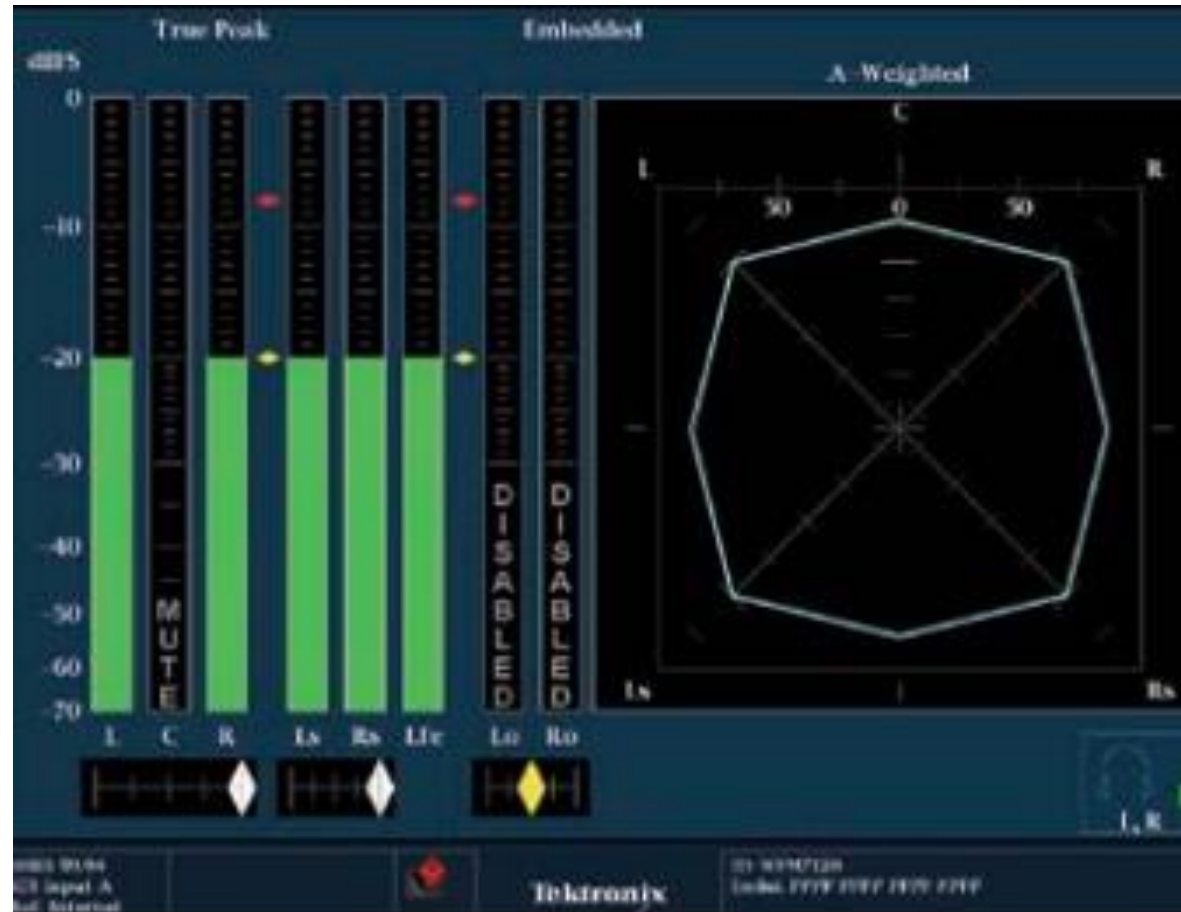 True Peak
Embedded
dBFS
A-Weighted
0
-10
-20
-30
-40
-50
-60
-70
MUTE
DISABLED
DISABLED
L C R Ls Rs Lfe Lo Ro
C
L
R
50 0 50
Ls
Rs
L, R
input A
Internal
Tektronix